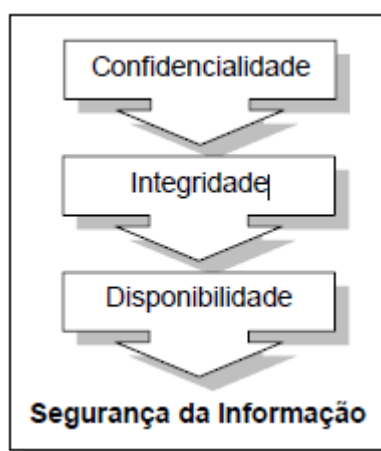 Confidencialidade
Integridade
Disponibilidade
Segurança da Informação